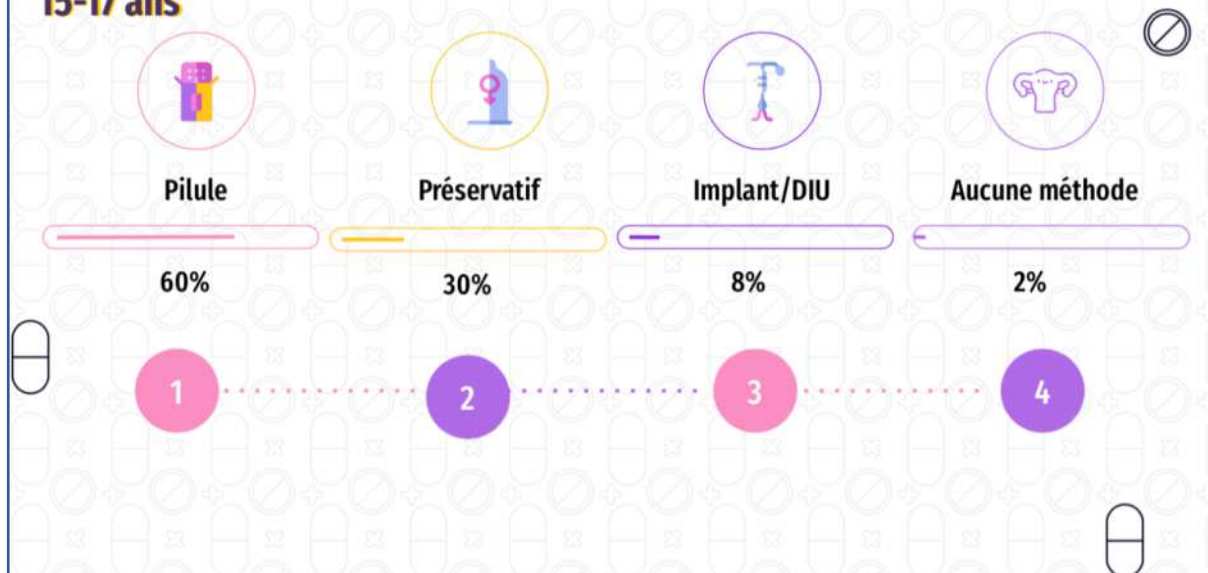 15-17 ans
Pilule
Préservatif
Implant/DIU
Aucune méthode
60%
30%
8%
2%
1
2
3
4